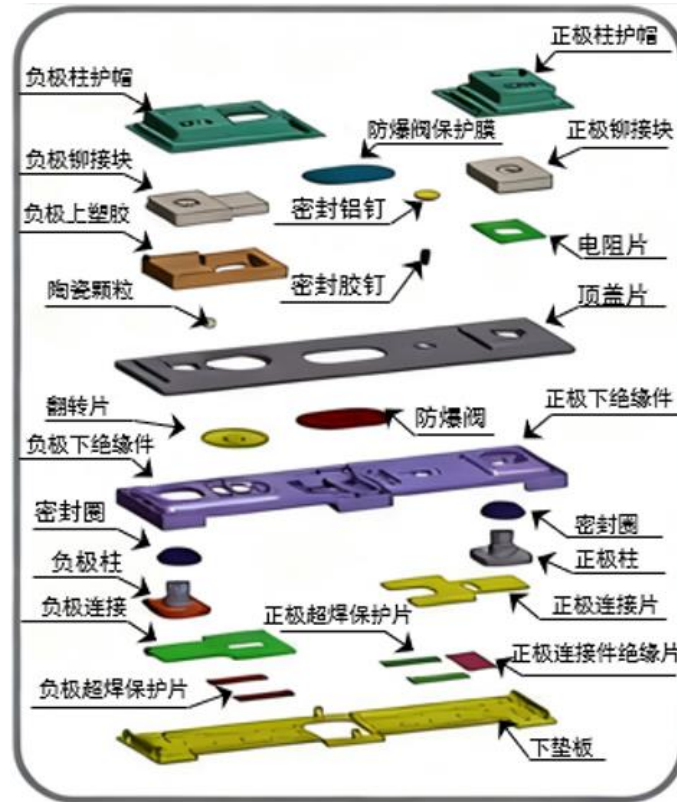 正极柱护帽
负极柱护帽
防爆阀保护膜
正极铆接块
负极铆接块
密封铝钉
负极上塑胶
电阻片
密封胶钉
陶瓷颗粒
顶盖片
翻转片
正极下绝缘件
防爆阀
负极下绝缘件
密封圈
密封圈
负极柱
正极柱
负极连接
正极连接片
正极超焊保护片
正极连接件绝缘片
负极超焊保护片
下垫板